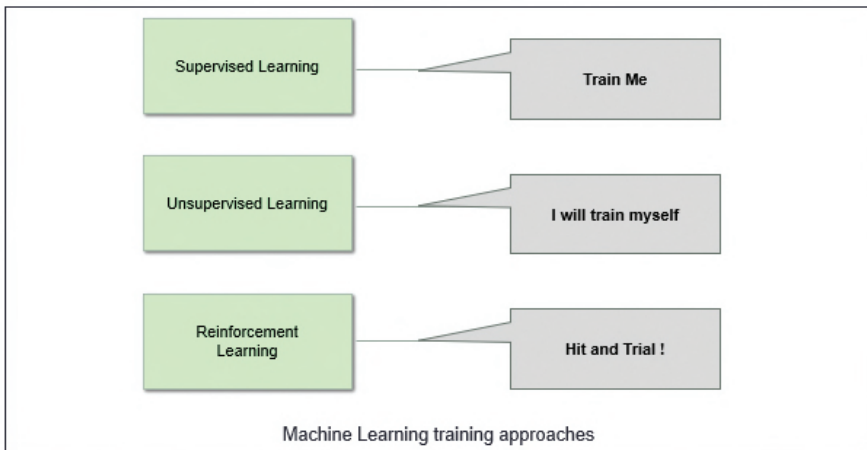 Supervised Learning
Train Me
Unsupervised Learning
I will train myself
Reinforcement
Learning
Hit and Trial !
Machine Learning training approaches